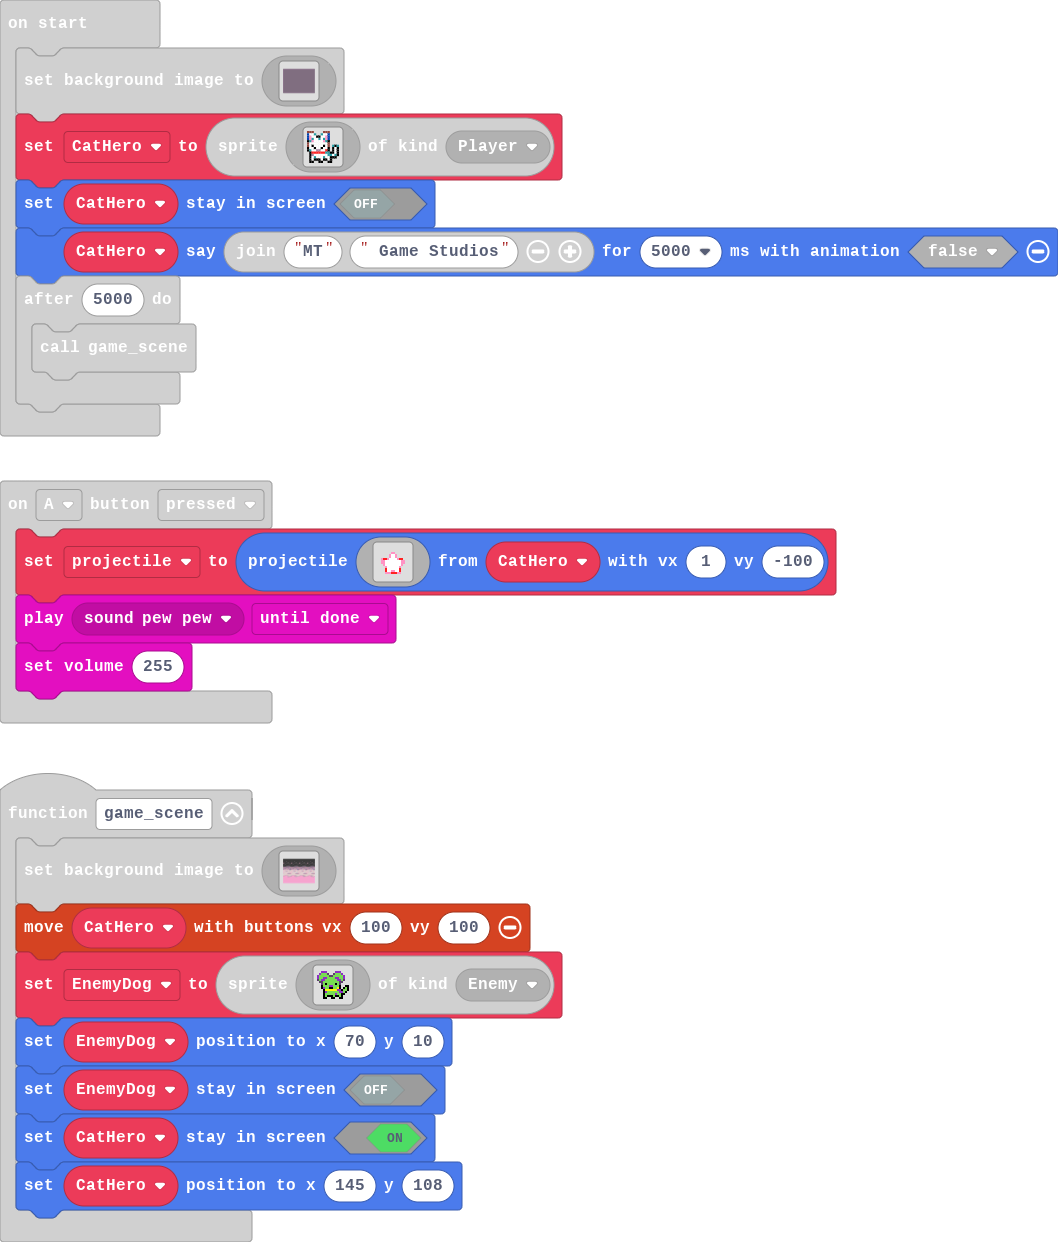 on start
set background image to
set CatHero to sprite of kind Player
set CatHero stay in screen OFF
CatHero say join "MT" " Game Studios" for 5000 ms with animation false
after 5000 do
call game_scene
on A button pressed
set projectile to projectile from CatHero with vx 1 vy -100
play sound pew pew until done
set volume 255
function game_scene
set background image to
move CatHero with buttons vx 100 vy 100
set EnemyDog to sprite of kind Enemy
set EnemyDog position to x 70 y 10
set EnemyDog stay in screen OFF
set CatHero stay in screen ON
set CatHero position to x 145 y 108